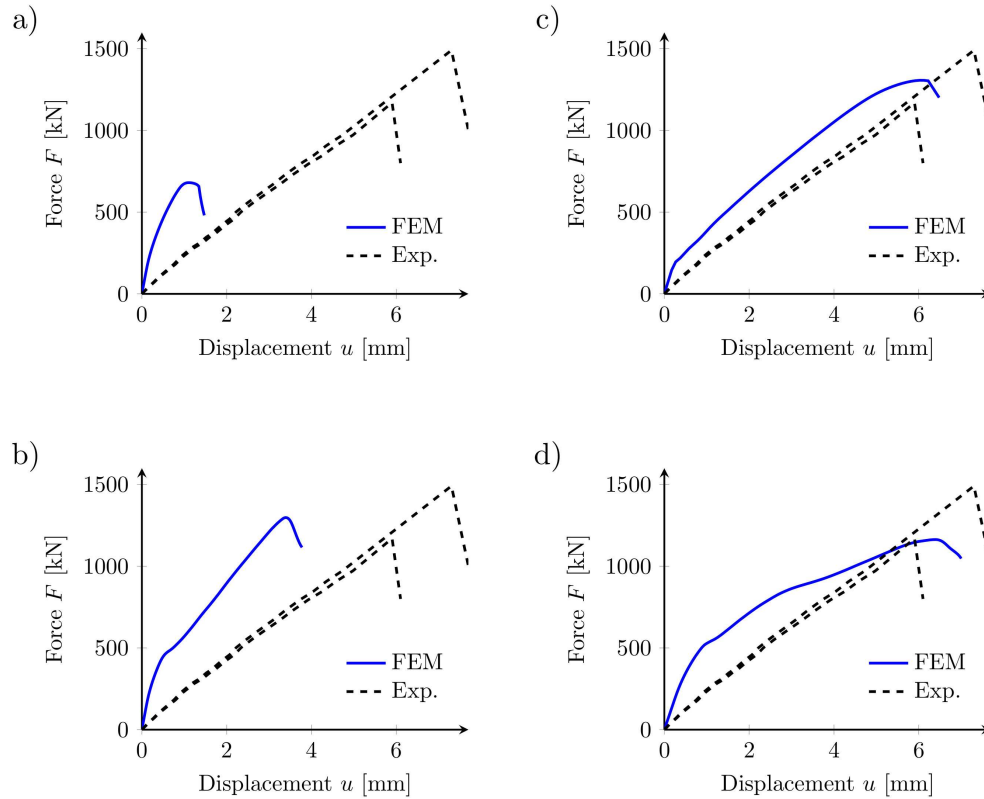 a)
1500
1000
500
0
0 2 4 6
Force F [kN]
Displacement u [mm]
FEM
Exp.
c)
1500
1000
500
0
0 2 4 6
Force F [kN]
Displacement u [mm]
FEM
Exp.
b)
1500
1000
500
0
0 2 4 6
Force F [kN]
Displacement u [mm]
FEM
Exp.
d)
1500
1000
500
0
0 2 4 6
Force F [kN]
Displacement u [mm]
FEM
Exp.